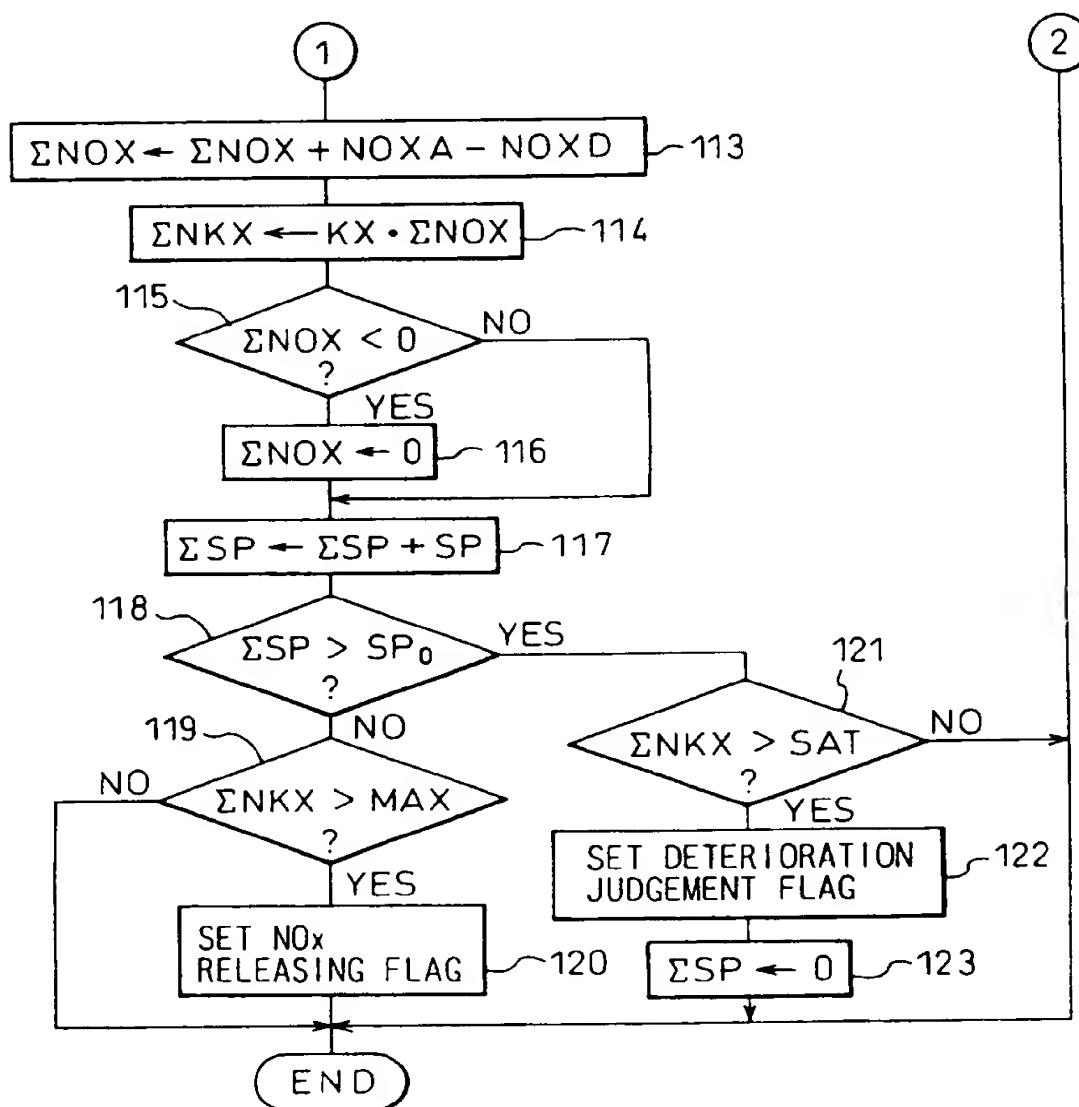 1
2
ΣNOX ← ΣNOX + NOXA − NOXD
113
ΣNKX ← KX · ΣNOX
114
115
ΣNOX < 0
?
NO
YES
ΣNOX ← 0
116
ΣSP ← ΣSP + SP
117
118
ΣSP > SP₀
?
YES
NO
121
ΣNKX > SAT
?
NO
YES
119
NO
ΣNKX > MAX
?
YES
SET DETERIORATION
JUDGEMENT FLAG
122
SET NOx
RELEASING FLAG
120
ΣSP ← 0
123
END